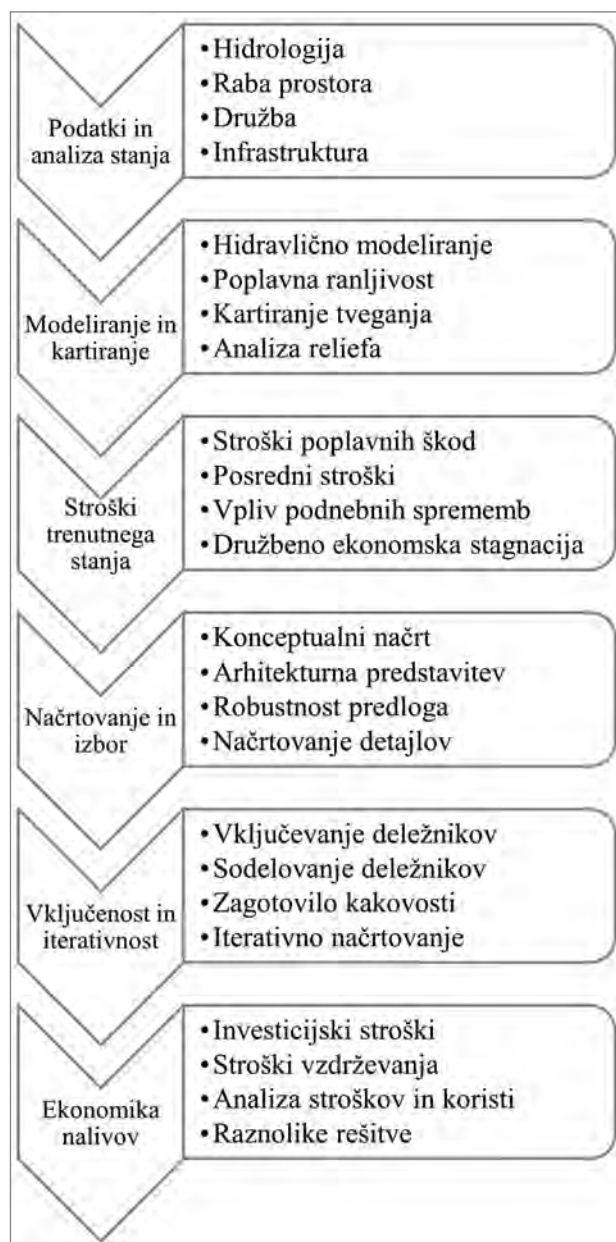 Podatki in
analiza stanja
•Hidrologija
•Raba prostora
•Družba
•Infrastruktura
Modeliranje in
kartiranje
•Hidravlično modeliranje
•Poplavna ranljivost
•Kartiranje tveganja
•Analiza reliefa
Stroški
trenutnega
stanja
•Stroški poplavnih škod
•Posredni stroški
•Vpliv podnebnih sprememb
•Družbeno ekonomska stagnacija
Načrtovanje in
izbor
•Konceptualni načrt
•Arhitekturna predstavitev
•Robustnost predloga
•Načrtovanje detajlov
Vključenost in
iterativnost
•Vključevanje deležnikov
•Sodelovanje deležnikov
•Zagotovilo kakovosti
•Iterativno načrtovanje
Ekonomika
nalivov
•Investicijski stroški
•Stroški vzdrževanja
•Analiza stroškov in koristi
•Raznolike rešitve